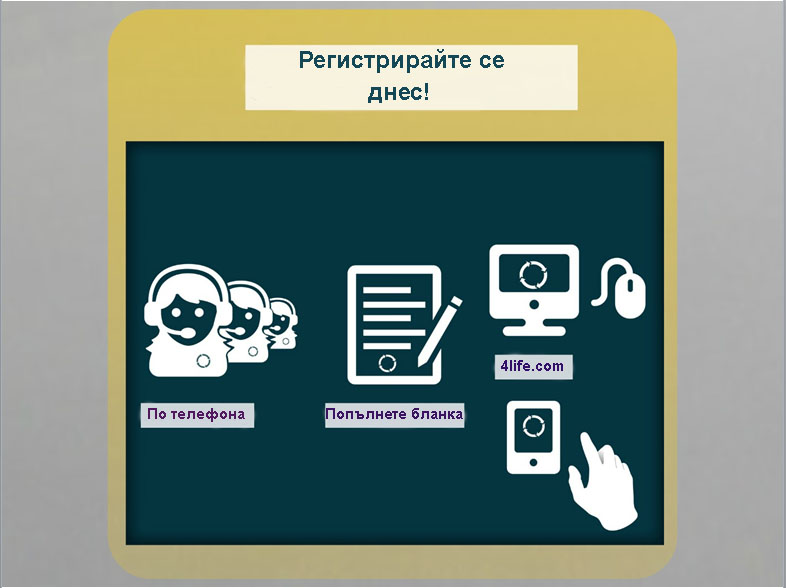 Регистрирайте се
днес!
4life.com
По телефона
Попълнете бланка